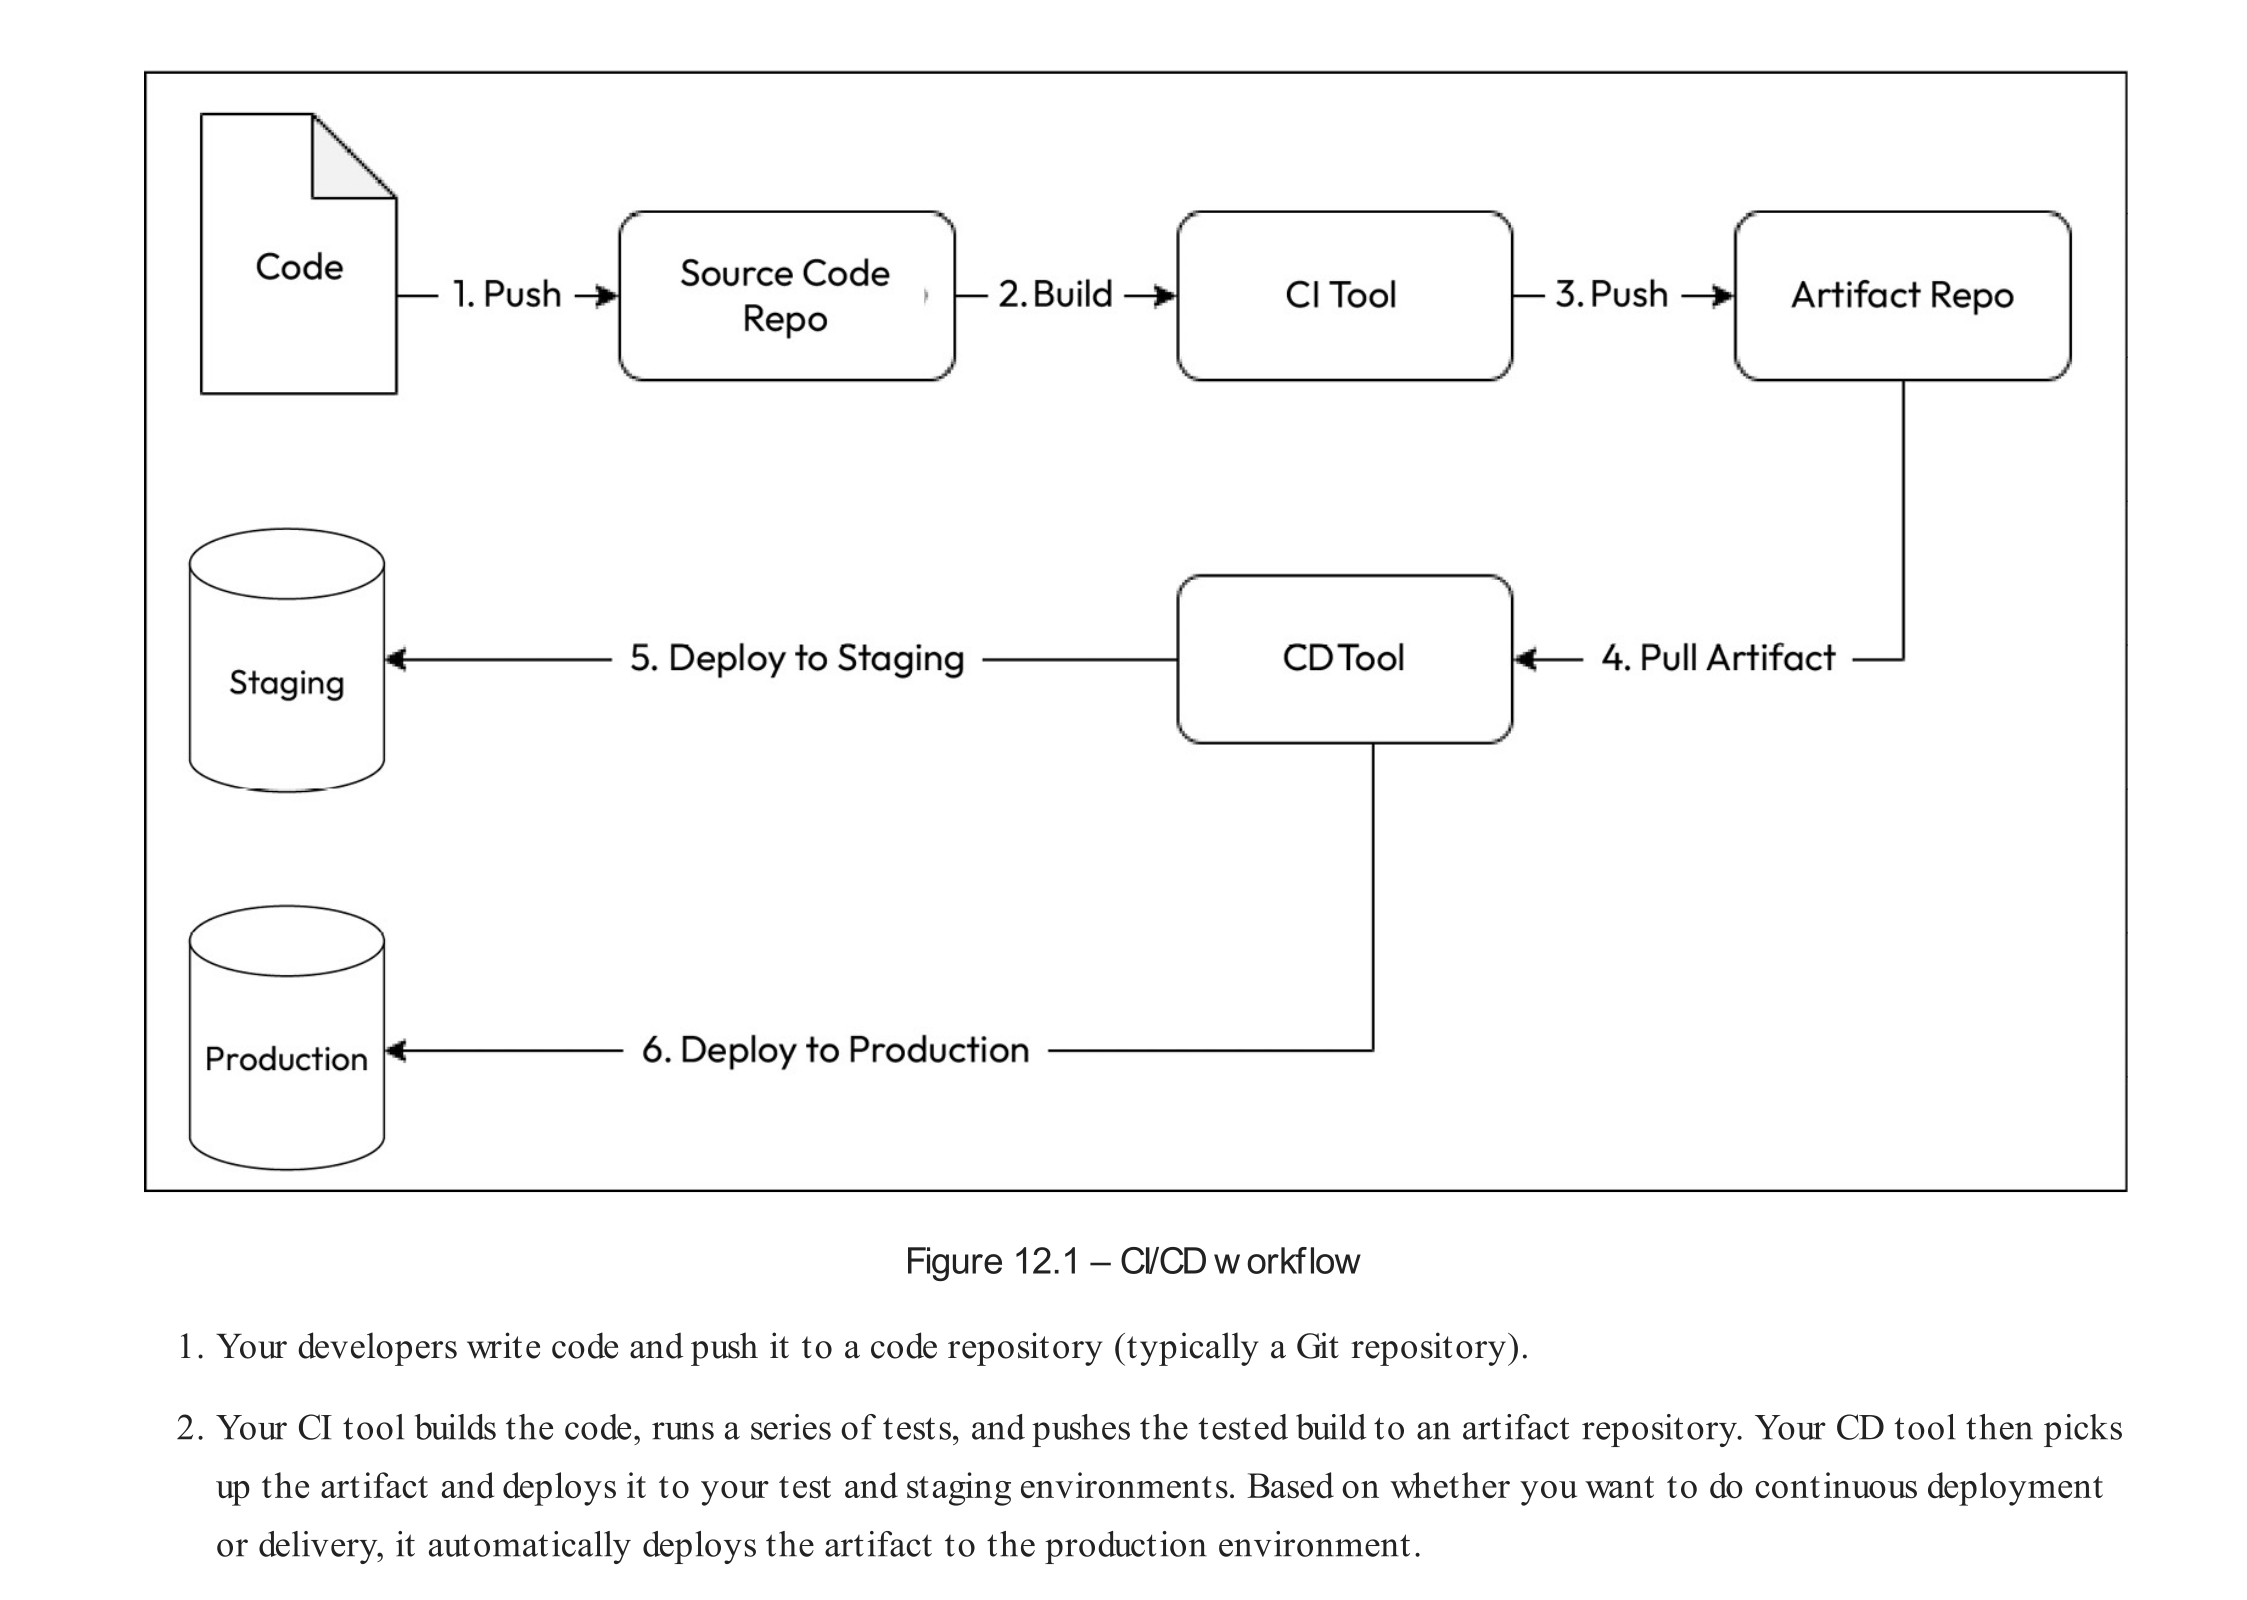 Code
1. Push
Source Code
Repo
2. Build
CI Tool
3. Push
Artifact Repo
Staging
5. Deploy to Staging
CD Tool
4. Pull Artifact
Production
6. Deploy to Production
Figure 12.1 – CI/CD workflow
1. Your developers write code and push it to a code repository (typically a Git repository).
2. Your CI tool builds the code, runs a series of tests, and pushes the tested build to an artifact repository. Your CD tool then picks
up the artifact and deploys it to your test and staging environments. Based on whether you want to do continuous deployment
or delivery, it automatically deploys the artifact to the production environment.